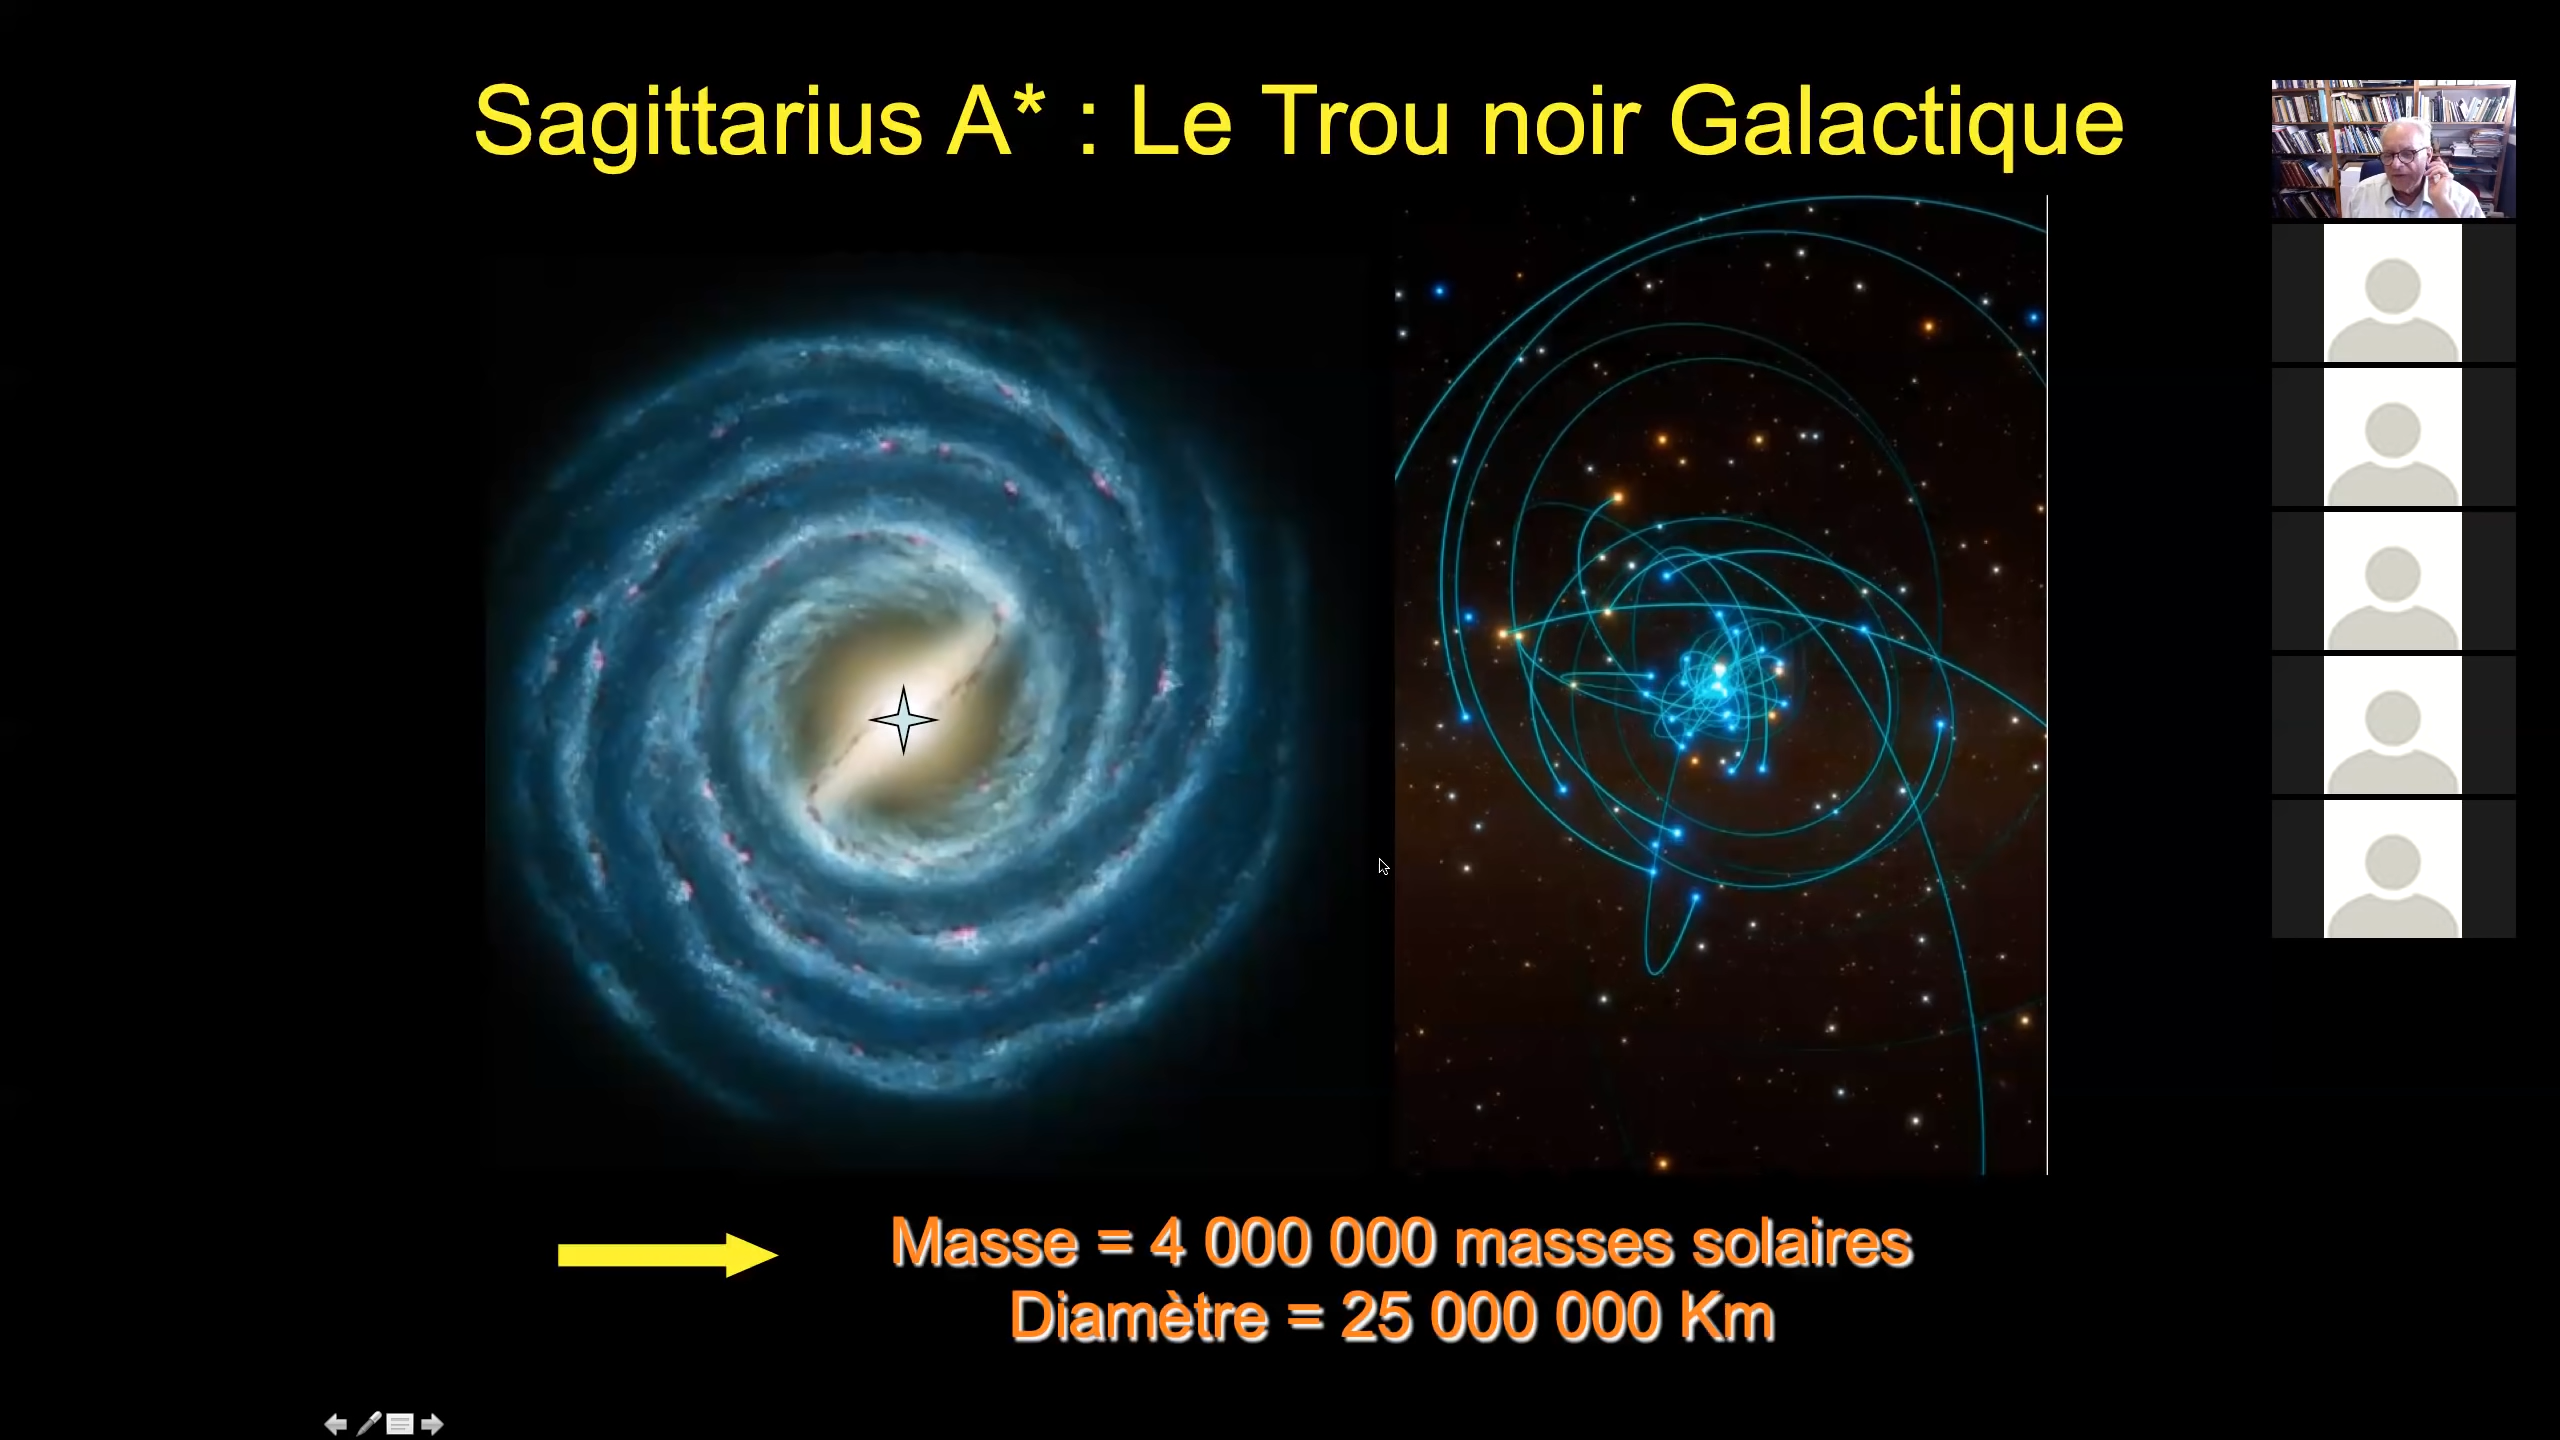 Sagittarius A* : Le Trou noir Galactique
Masse = 4 000 000 masses solaires
Diamètre = 25 000 000 Km